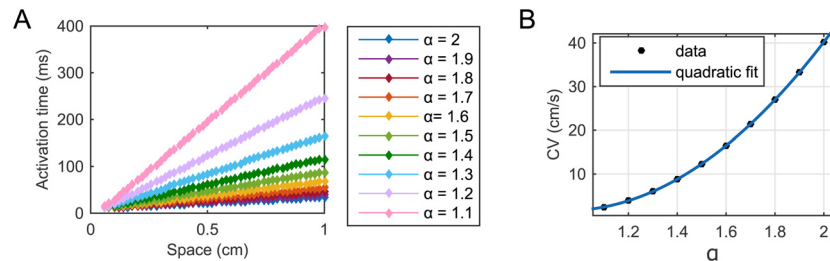 A
Activation time (ms)
400
300
200
100
0
0
0.5
1
Space (cm)
α = 2
α = 1.9
α = 1.8
α = 1.7
α= 1.6
α = 1.5
α = 1.4
α = 1.3
α = 1.2
α = 1.1
B
CV (cm/s)
40
30
20
10
data
quadratic fit
1.2
1.4
1.6
1.8
2
α